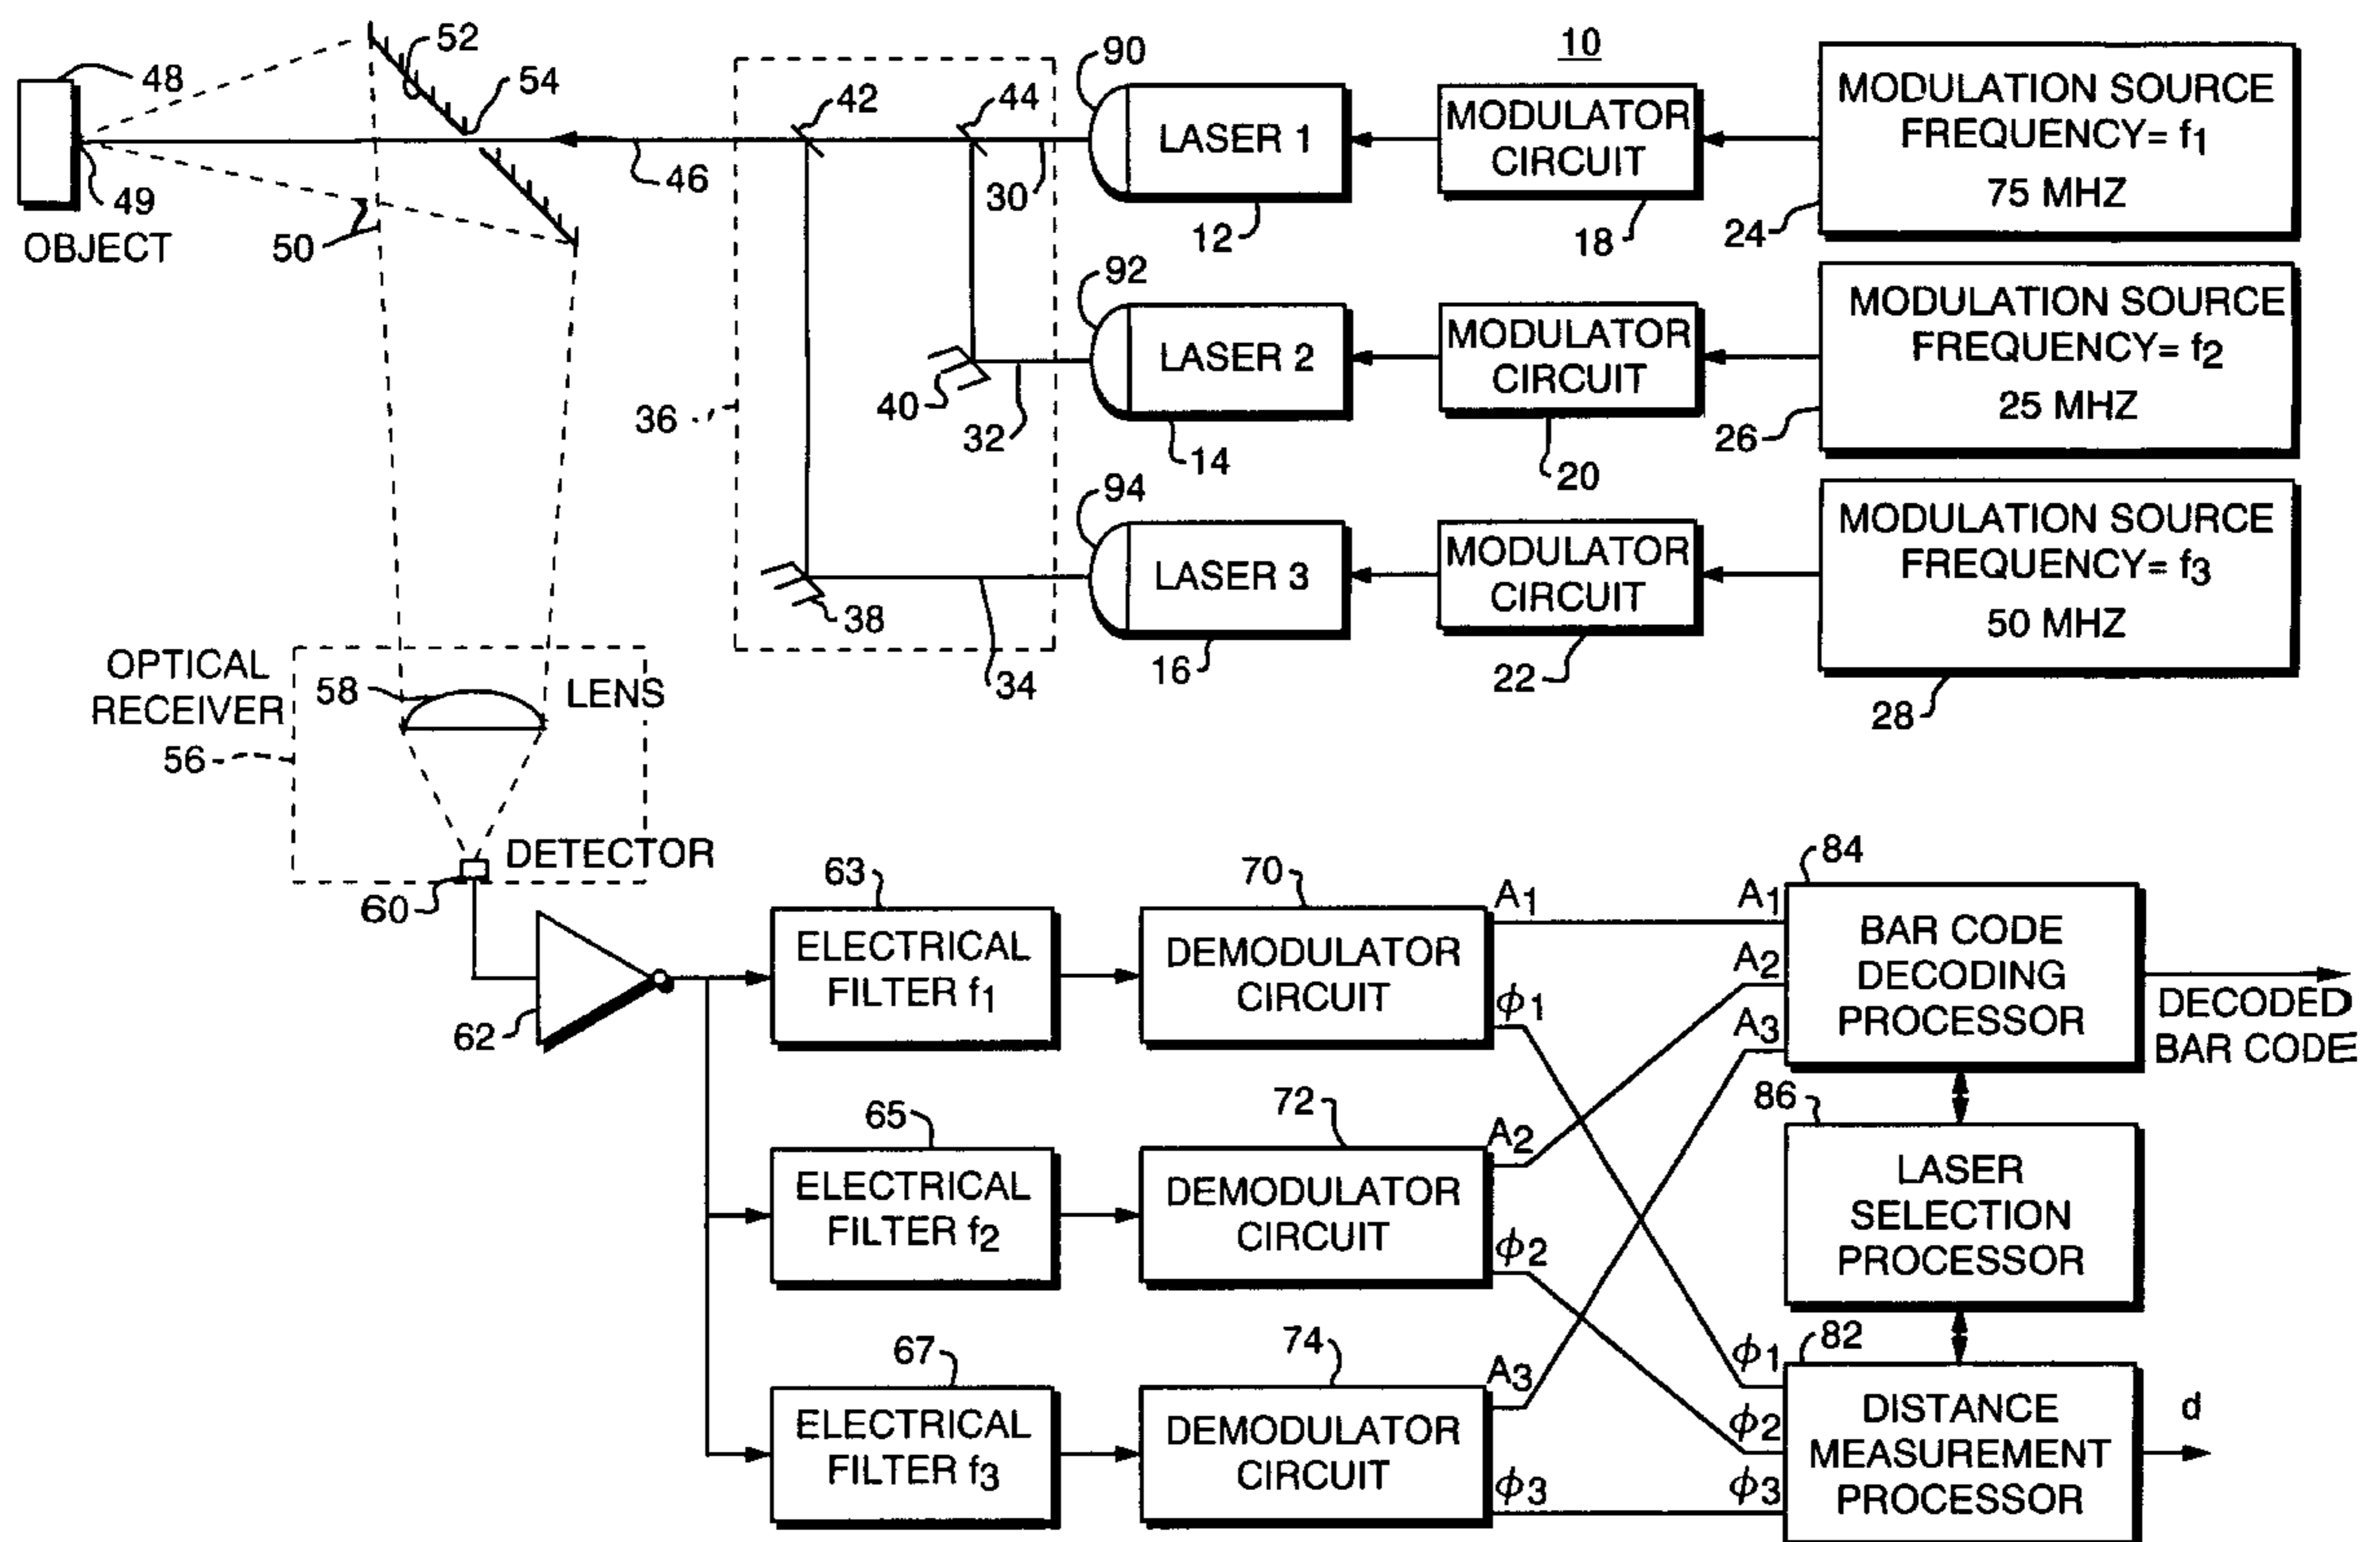 10
48
52
54
42
44
90
LASER 1
MODULATOR
CIRCUIT
MODULATION SOURCE
FREQUENCY= f1
75 MHZ
49
OBJECT
50
46
30
12
18
24
92
LASER 2
MODULATOR
CIRCUIT
MODULATION SOURCE
FREQUENCY= f2
25 MHZ
36
40
32
14
20
26
94
LASER 3
MODULATOR
CIRCUIT
MODULATION SOURCE
FREQUENCY= f3
50 MHZ
38
34
16
22
28
OPTICAL
RECEIVER
56
58
LENS
DETECTOR
60
62
63
ELECTRICAL
FILTER f1
70
DEMODULATOR
CIRCUIT
A1
ϕ1
A1
A2
A3
84
BAR CODE
DECODING
PROCESSOR
DECODED
BAR CODE
65
ELECTRICAL
FILTER f2
72
DEMODULATOR
CIRCUIT
A2
ϕ2
86
LASER
SELECTION
PROCESSOR
67
ELECTRICAL
FILTER f3
74
DEMODULATOR
CIRCUIT
A3
ϕ3
ϕ1
ϕ2
ϕ3
82
DISTANCE
MEASUREMENT
PROCESSOR
d